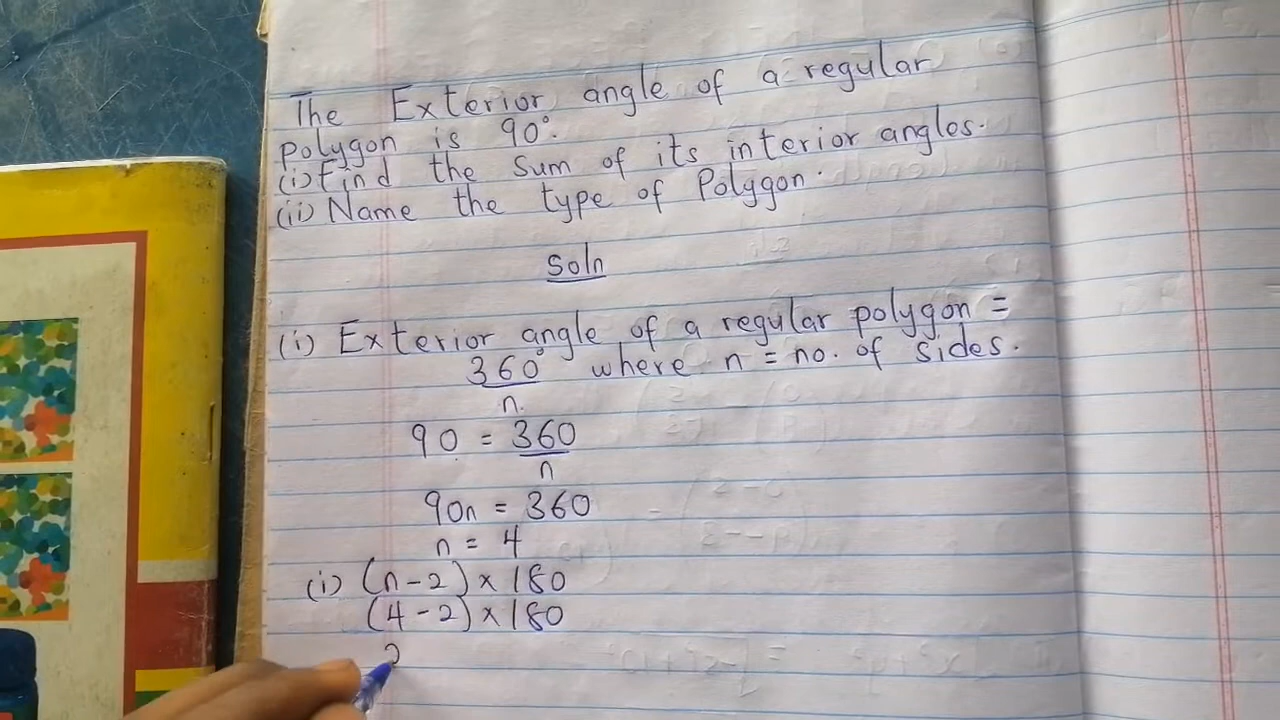 The Exterior angle of a regular
polygon is 90°.
(i) Find the sum of its interior angles.
(ii) Name the type of Polygon.
Soln
(i) Exterior angle of a regular polygon =
360° where n = no. of sides.
n.
90 = 360
n
90n = 360
n = 4
(i) (n-2) × 180
(4-2) × 180
2